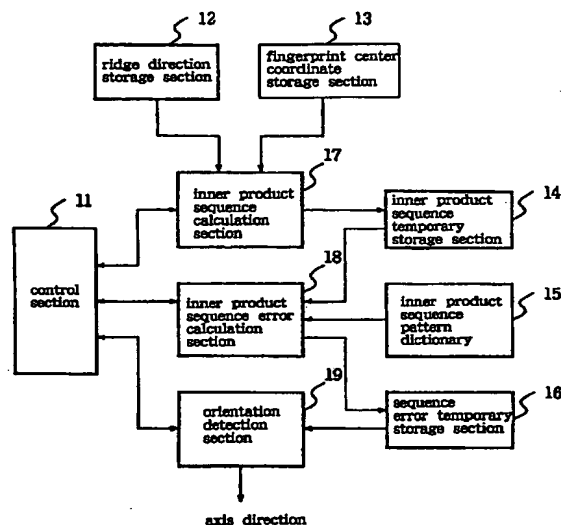 12
13
ridge direction
storage section
fingerprint center
coordinate
storage section
17
inner product
sequence
calculation
section
14
inner product
sequence
temporary
storage section
11
control
section
18
inner product
sequence error
calculation
section
15
inner product
sequence
pattern
dictionary
19
orientation
detection
section
16
sequence
error temporary
storage section
axis direction